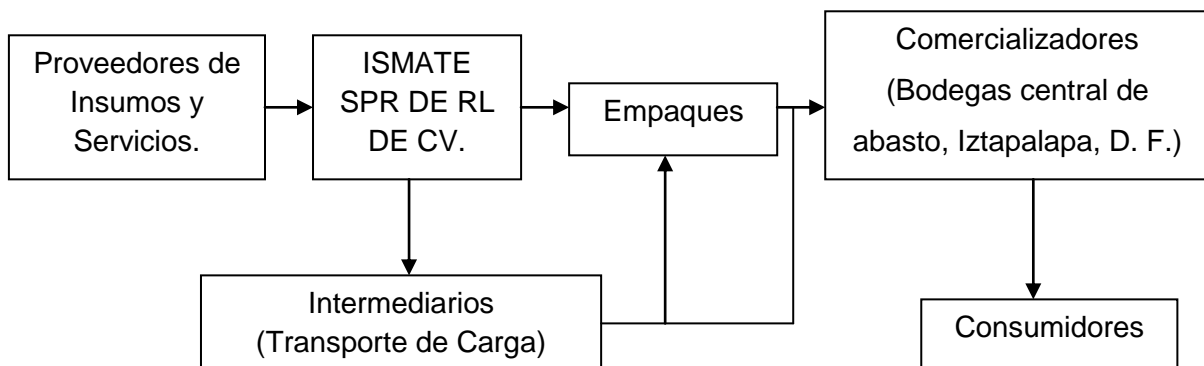 Proveedores de
Insumos y
Servicios.
ISMATE
SPR DE RL
DE CV.
Empaques
Comercializadores
(Bodegas central de
abasto, Iztapalapa, D. F.)
Intermediarios
(Transporte de Carga)
Consumidores